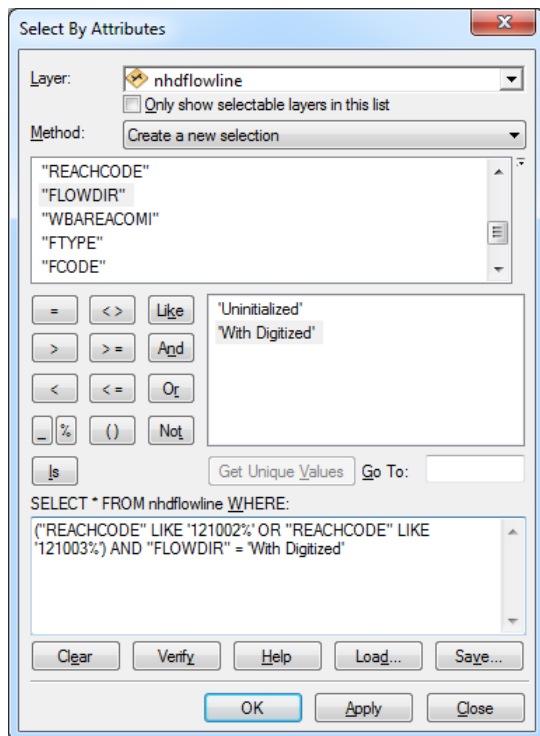 Select By Attributes
Layer: nhdflowline
Only show selectable layers in this list
Method: Create a new selection
"REACHCODE"
"FLOWDIR"
"WBAREACOMI"
"FTYPE"
"FCODE"
= < > Like
> > = And
< < = Or
_ % ( ) Not
Is
'Uninitialized'
'With Digitized'
Get Unique Values Go To:
SELECT * FROM nhdflowline WHERE:
("REACHCODE" LIKE '121002%' OR "REACHCODE" LIKE
'121003%') AND "FLOWDIR" = 'With Digitized'
Clear Verify Help Load... Save...
OK Apply Close